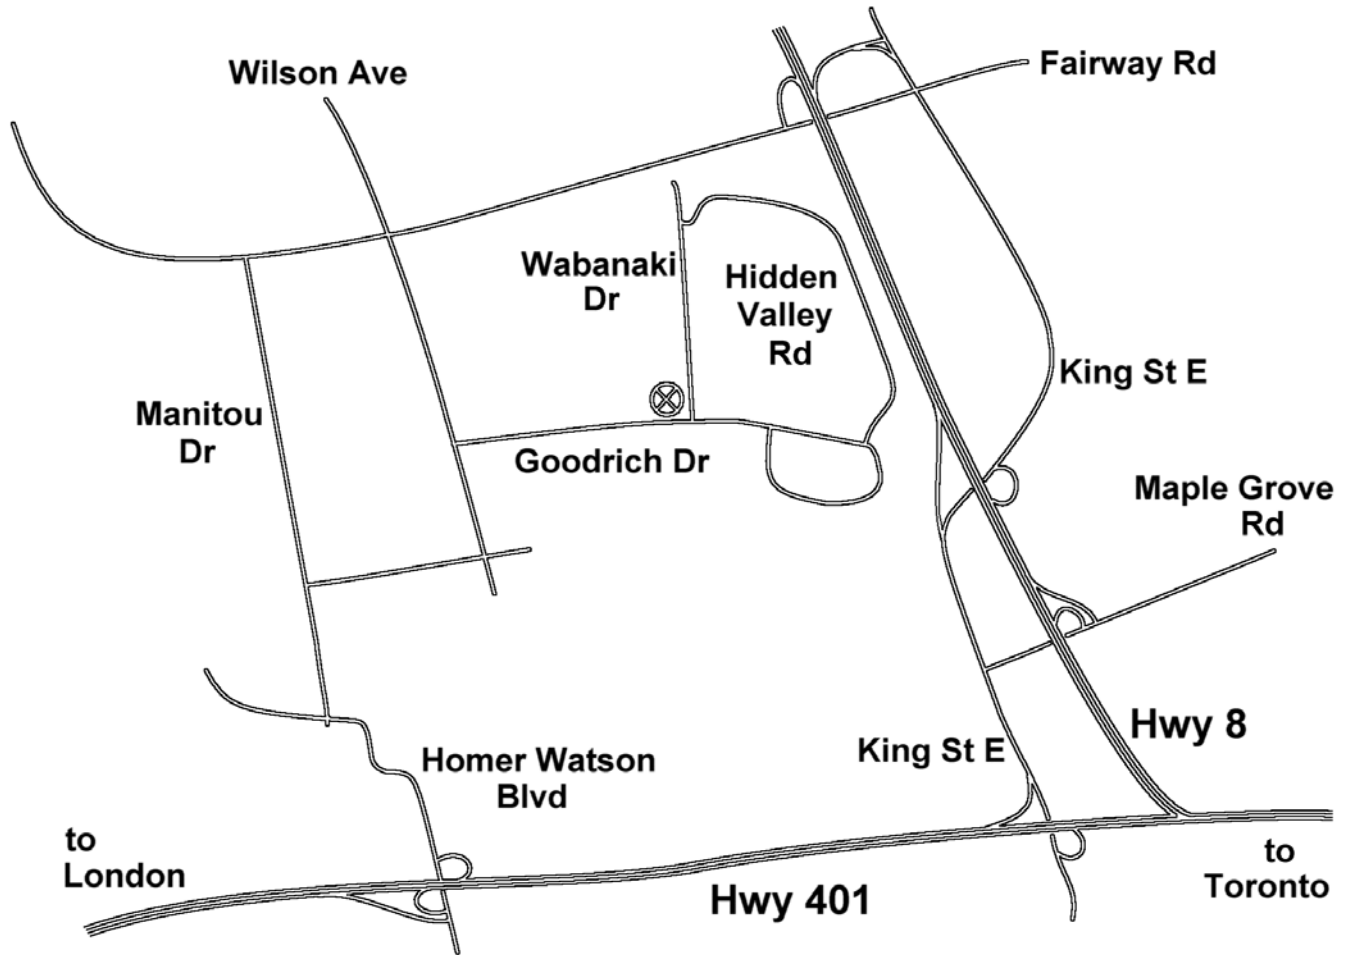 Fairway Rd
Wilson Ave
Wabanaki
Dr
Hidden
Valley
Rd
King St E
Manitou
Dr
Goodrich Dr
Maple Grove
Rd
Hwy 8
King St E
Homer Watson
Blvd
to
London
to
Toronto
Hwy 401